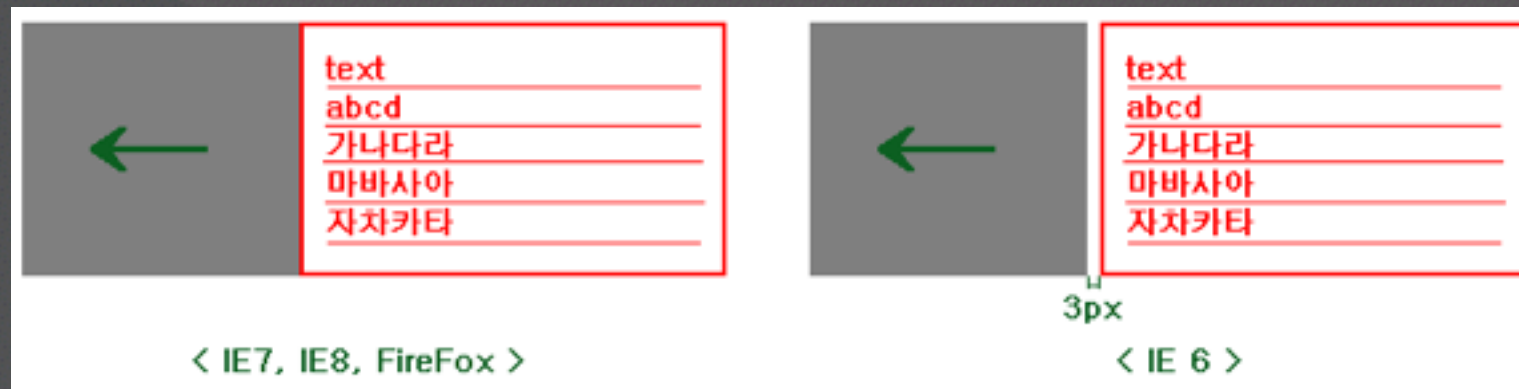 text
abcd
가나다라
마바사아
자차카타
< IE7, IE8, FireFox >
text
abcd
가나다라
마바사아
자차카타
3px
< IE 6 >